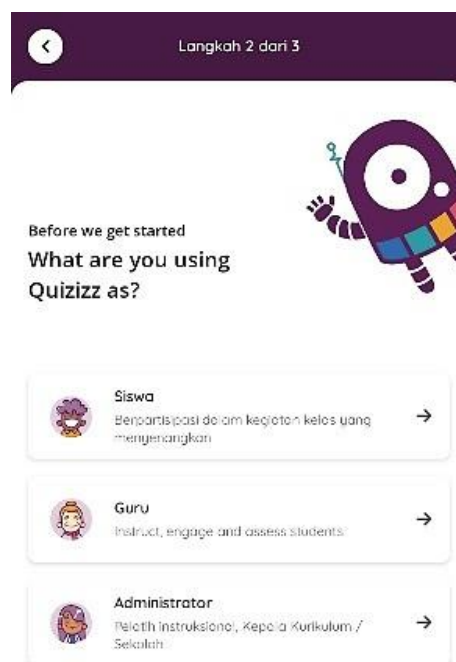 Langkah 2 dari 3
Before we get started
What are you using
Quizizz as?
Siswa
Berpartisipasi dalam kegiatan kelas yang
menyenangkan
Guru
Instruct, engage and assess students
Administrator
Pelatih Instruksional, Kepala Kurikulum /
Sekolah